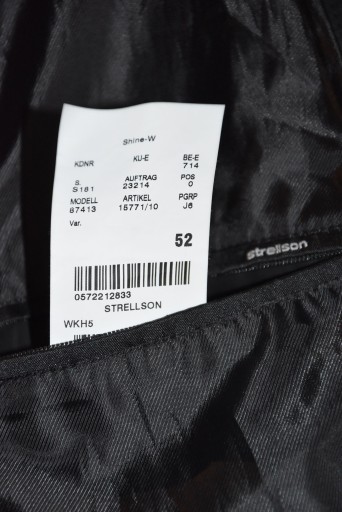 Shine-W
KDNR KU-E BE-E
714
S. AUFTRAG POS
S181 23214 0
MODELL ARTIKEL PGRP
87413 15771/10 J6
Var.
52
strellson
0572212833
STRELLSON
WKH5